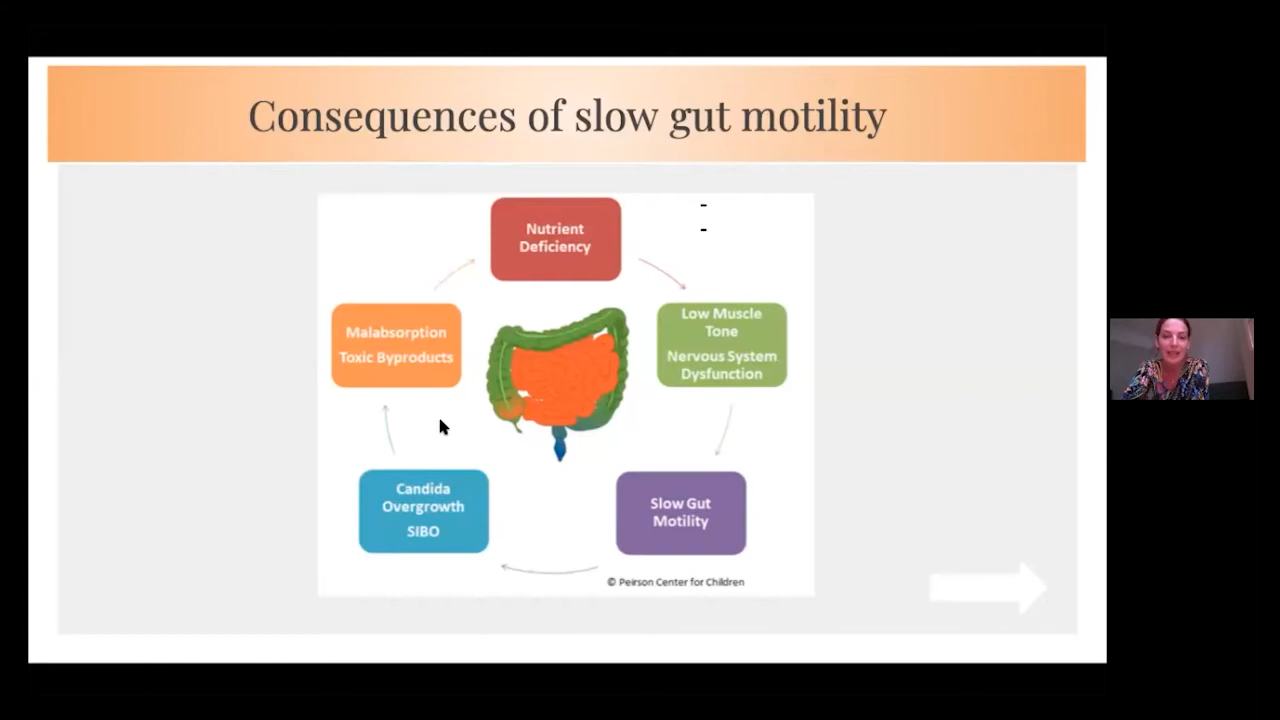 Consequences of slow gut motility
-
-
Nutrient
Deficiency
Low Muscle
Tone
Nervous System
Dysfunction
Slow Gut
Motility
Candida
Overgrowth
SIBO
Malabsorption
Toxic Byproducts
© Peirson Center for Children